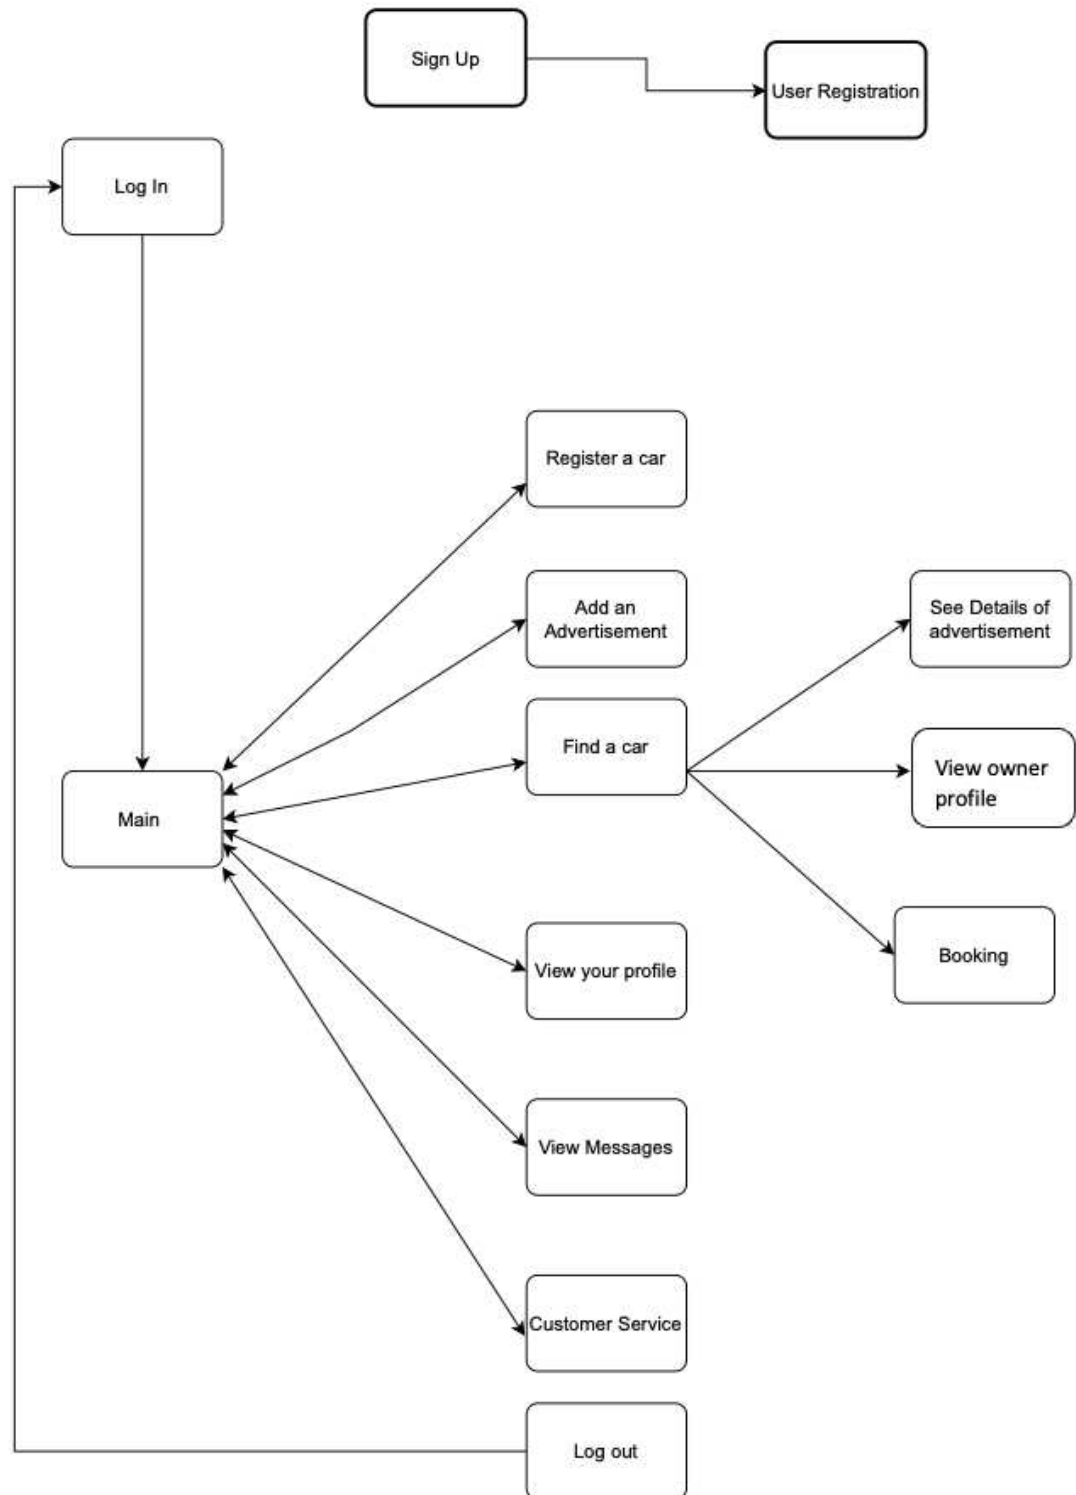 Sign Up
User Registration
Log In
Register a car
Add an
Advertisement
See Details of
advertisement
Find a car
View owner
profile
Main
View your profile
Booking
View Messages
Customer Service
Log out